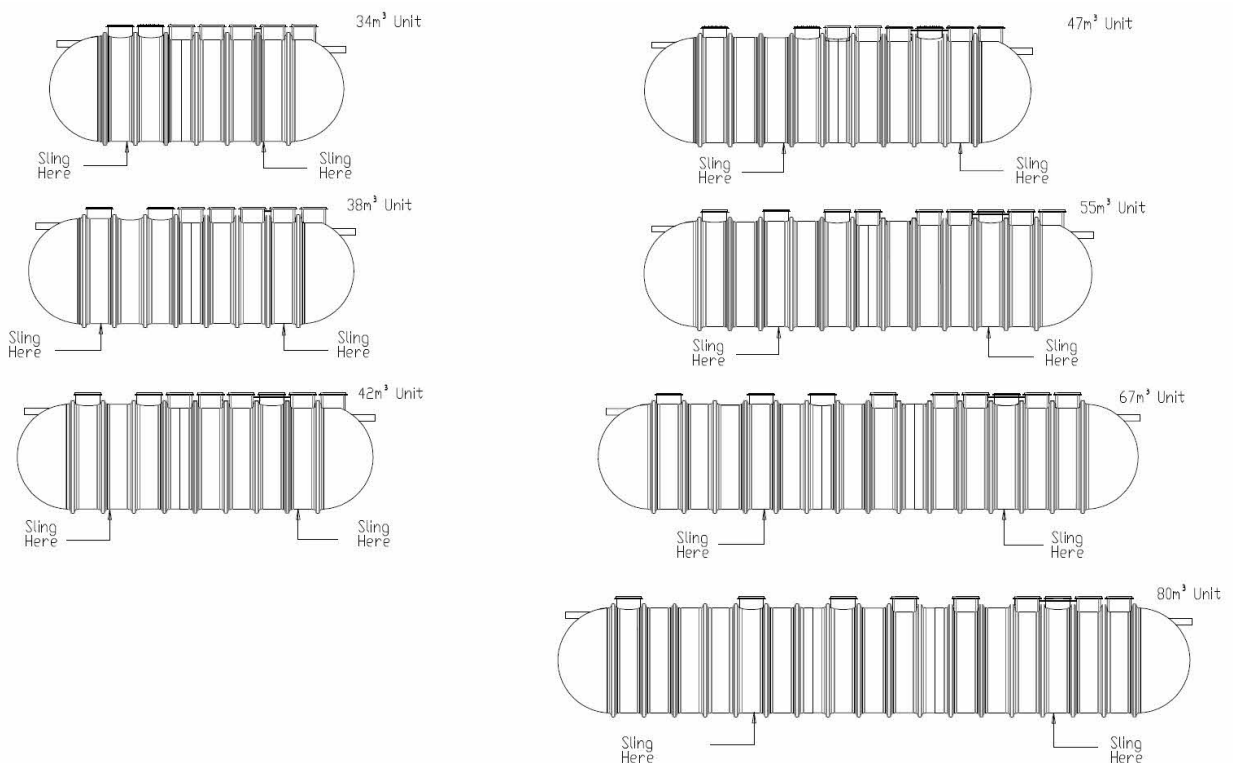 34m³ Unit
Sling
Here
Sling
Here
38m³ Unit
Sling
Here
Sling
Here
42m³ Unit
Sling
Here
Sling
Here
47m³ Unit
Sling
Here
Sling
Here
55m³ Unit
Sling
Here
Sling
Here
67m³ Unit
Sling
Here
Sling
Here
80m³ Unit
Sling
Here
Sling
Here